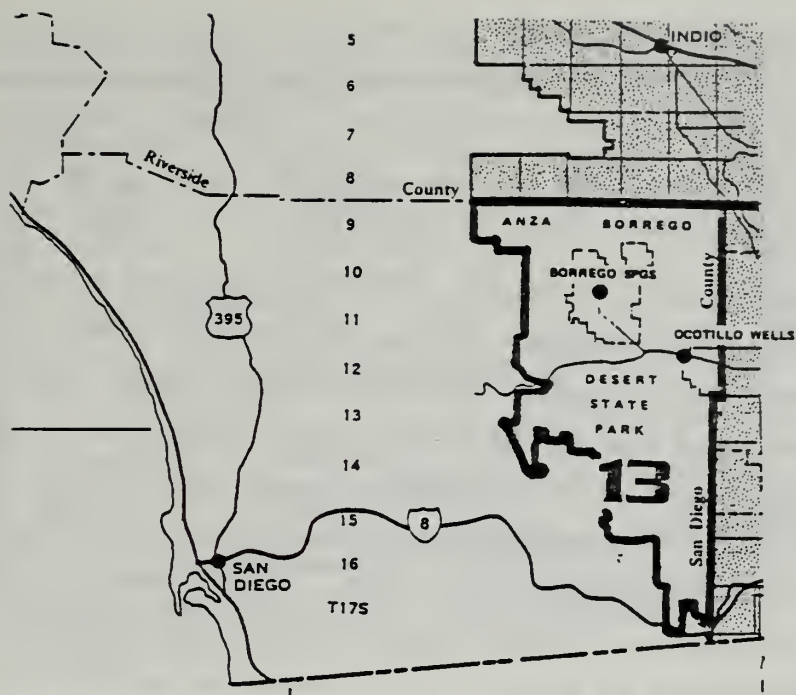 5
INDIO
6
7
Riverside
8
County
9
ANZA BORREGO
10
BORREGO SPGS
County
11
395
OCOTILLO WELLS
12
DESERT
STATE
PARK
13
14
13
15
8
San Diego
16
SAN
DIEGO
T17S